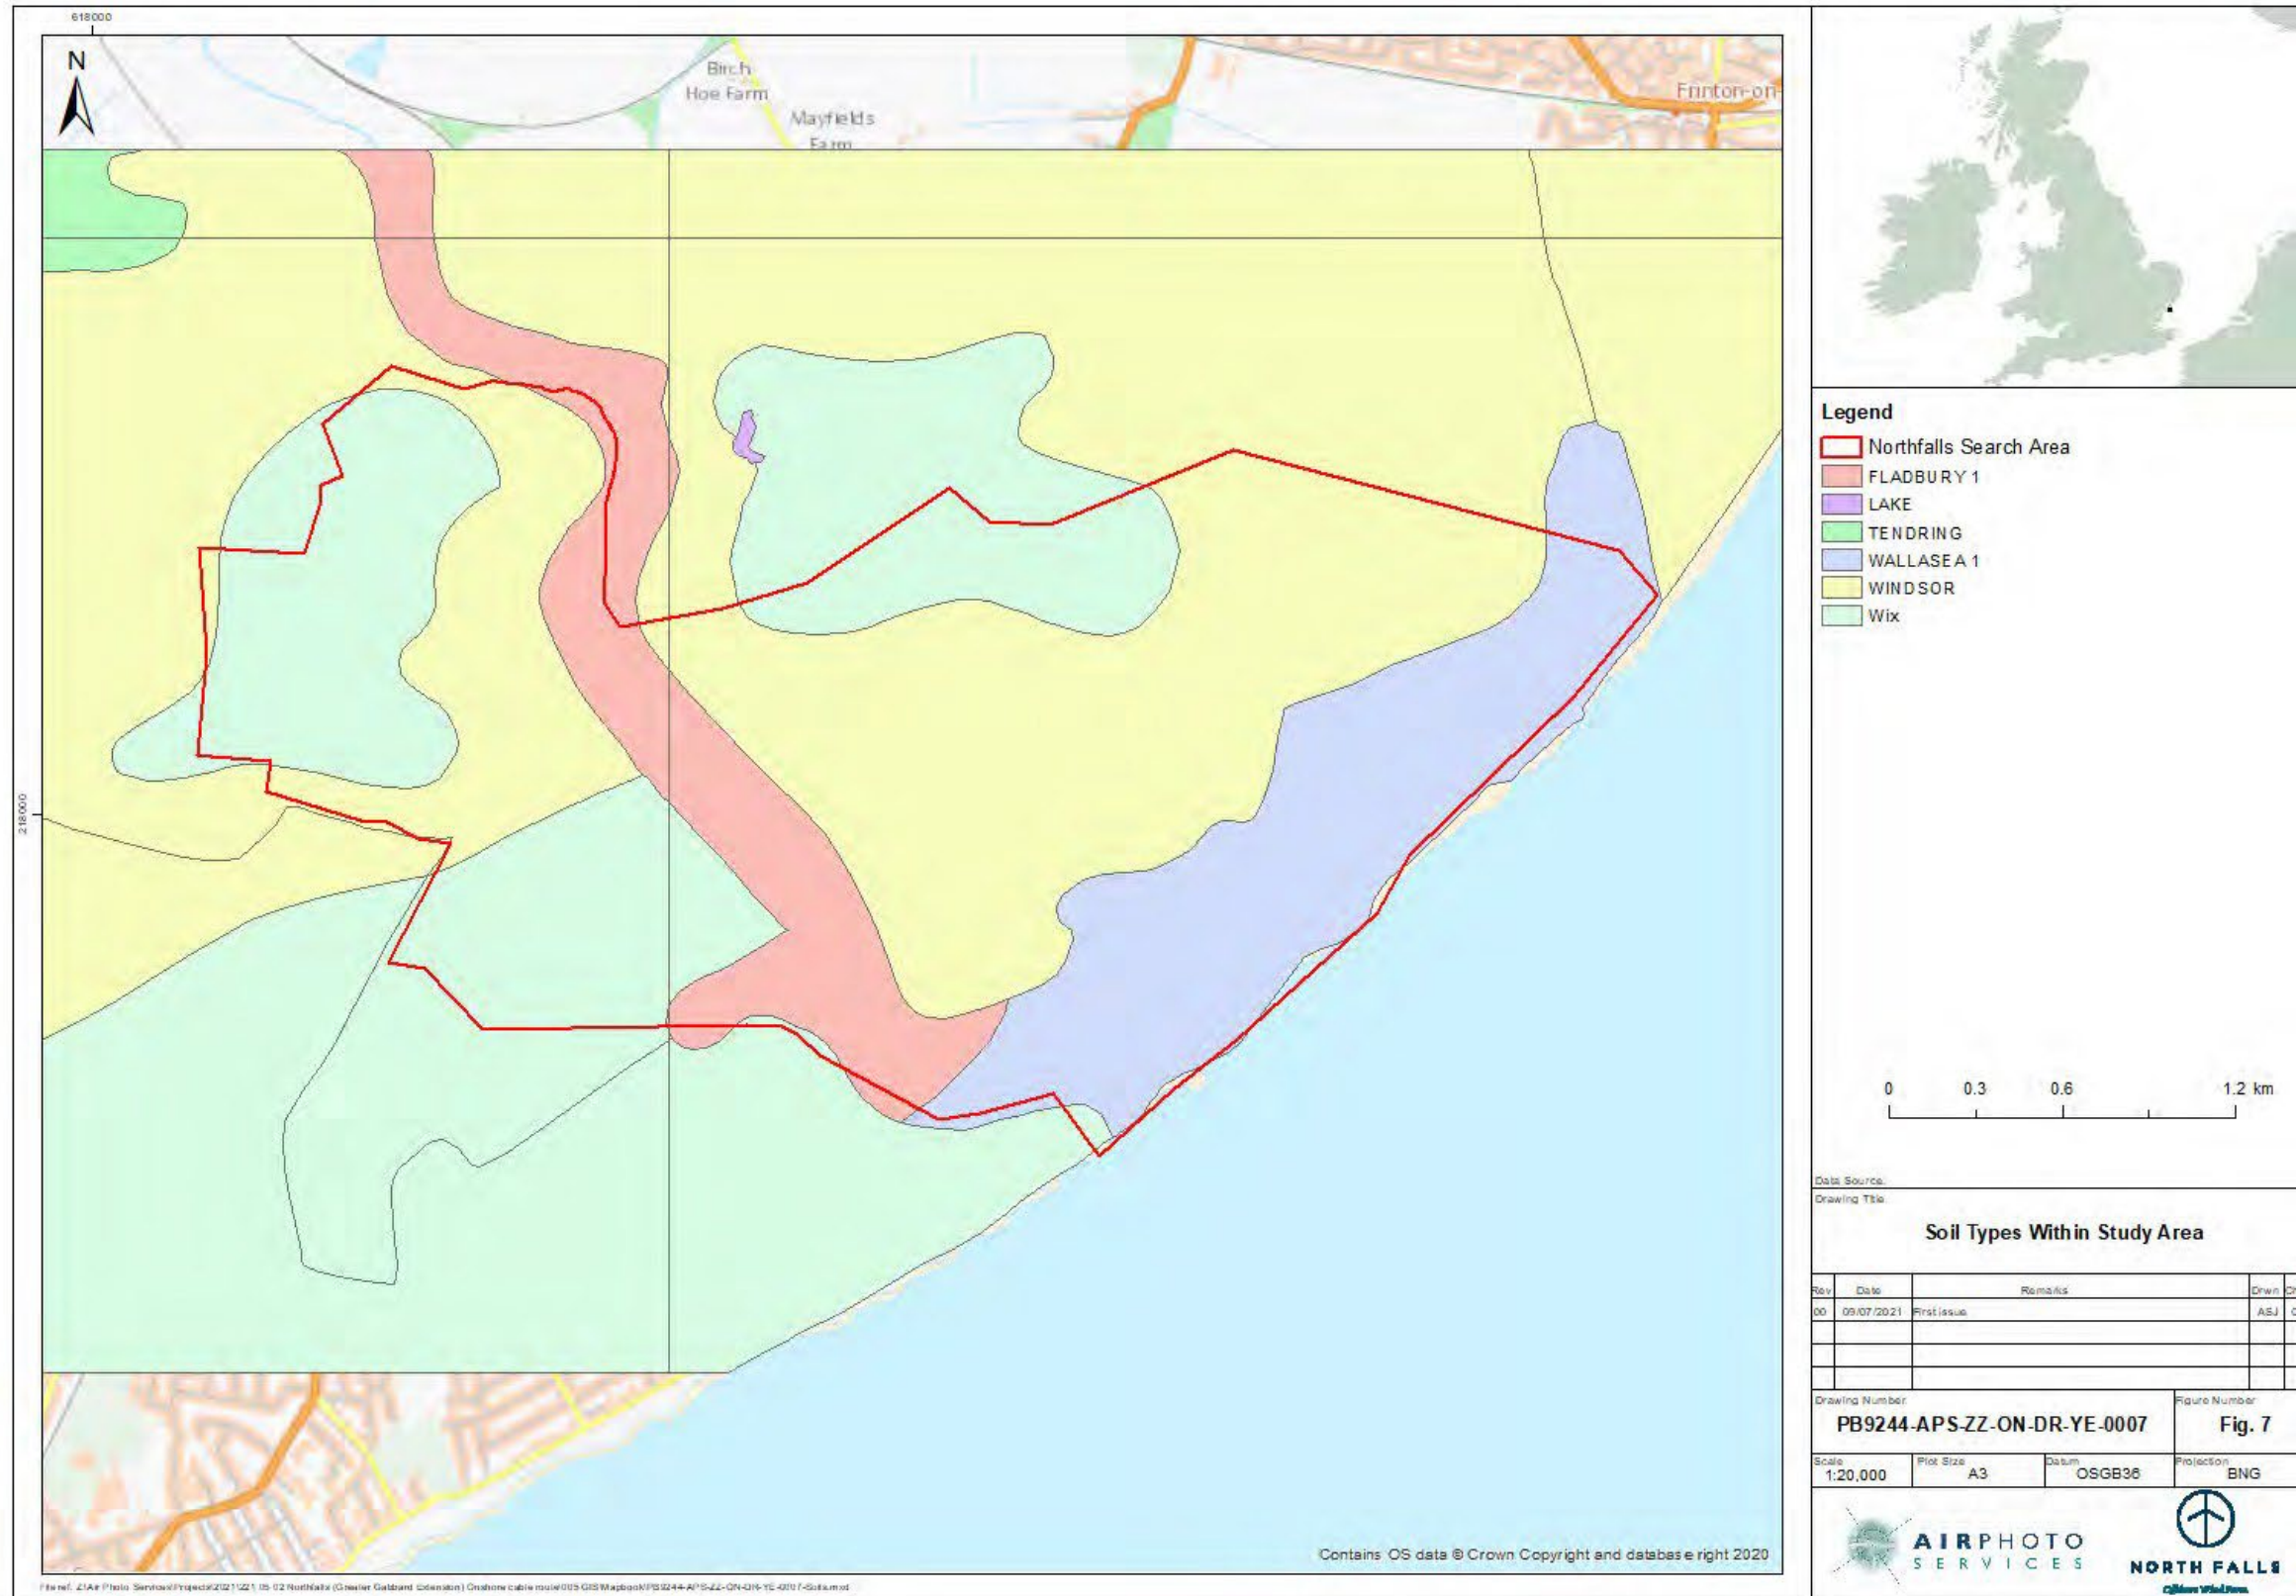 618000
N
Birch
Hoe Farm
Mayfields
Farm
Frinton-on
218000
Contains OS data © Crown Copyright and database right 2020
Legend
Northfalls Search Area
FLADBURY 1
LAKE
TENDRING
WALLASEA 1
WINDSOR
Wix
0 0.3 0.6 1.2 km
Data Source.
Drawing Title
Soil Types Within Study Area
Rev Date Remarks Drwn
00 09/07/2021 First issue ASJ
Drawing Number
PB9244-APS-ZZ-ON-DR-YE-0007
Figure Number
Fig. 7
Scale
1:20,000
Plot Size
A3
Datum
OSGB36
Projection
BNG
AIRPHOTO
SERVICES
NORTH FALLS
Offshore Wind Farm